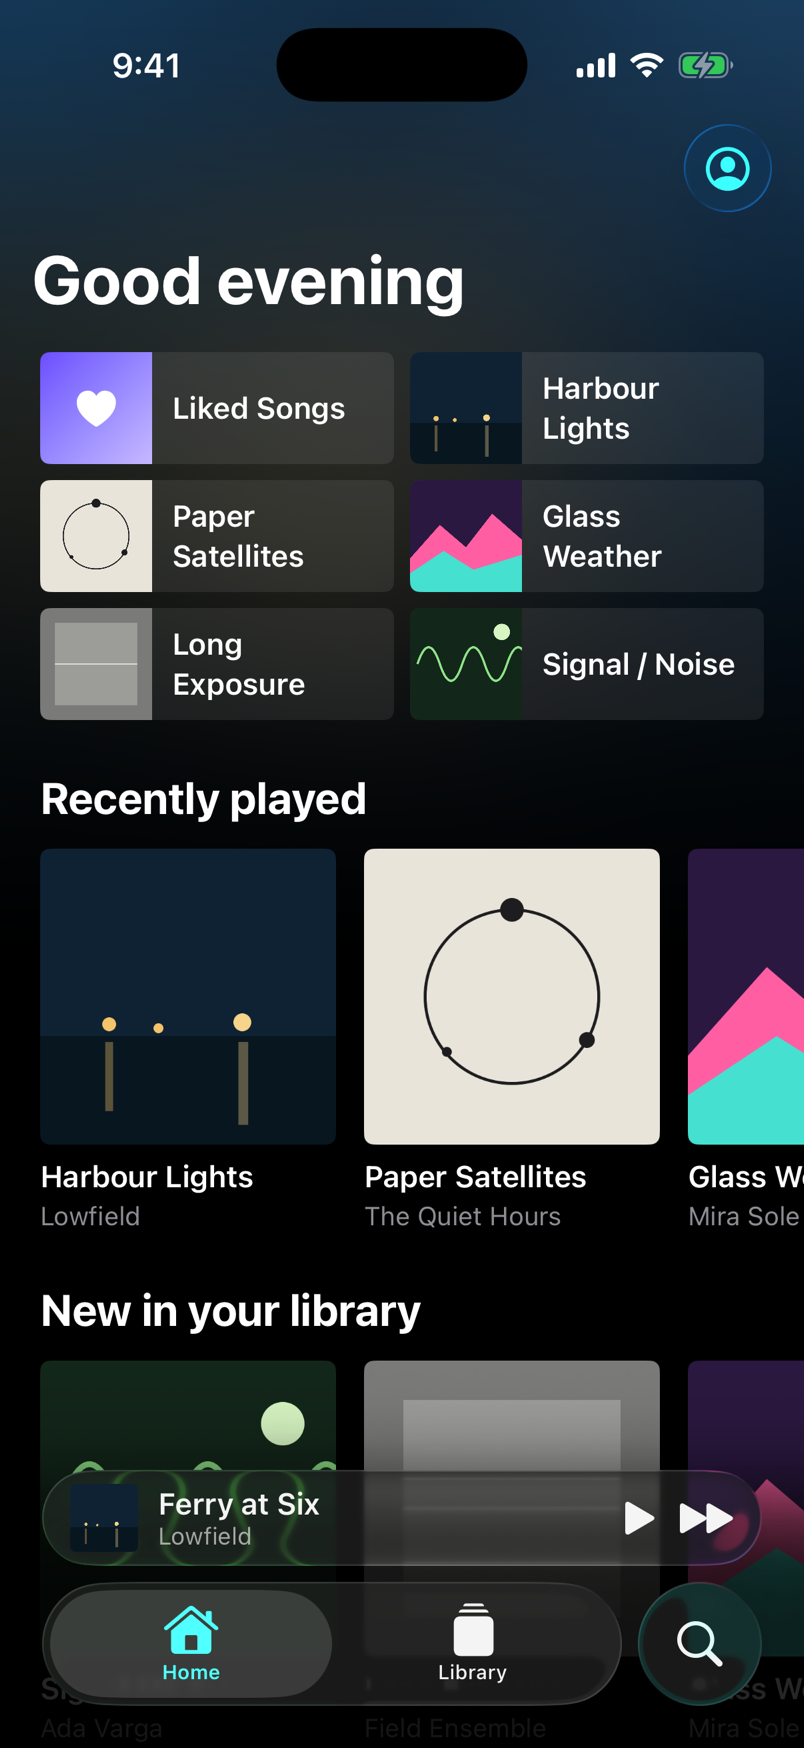 9:41
Good evening
Liked Songs
Harbour
Lights
Paper
Satellites
Glass
Weather
Long
Exposure
Signal / Noise
Recently played
Harbour Lights
Lowfield
Paper Satellites
The Quiet Hours
Glass W
Mira Sole
New in your library
Ferry at Six
Lowfield
Home
Library
Ada Varga
Field Ensemble
Mira Sole